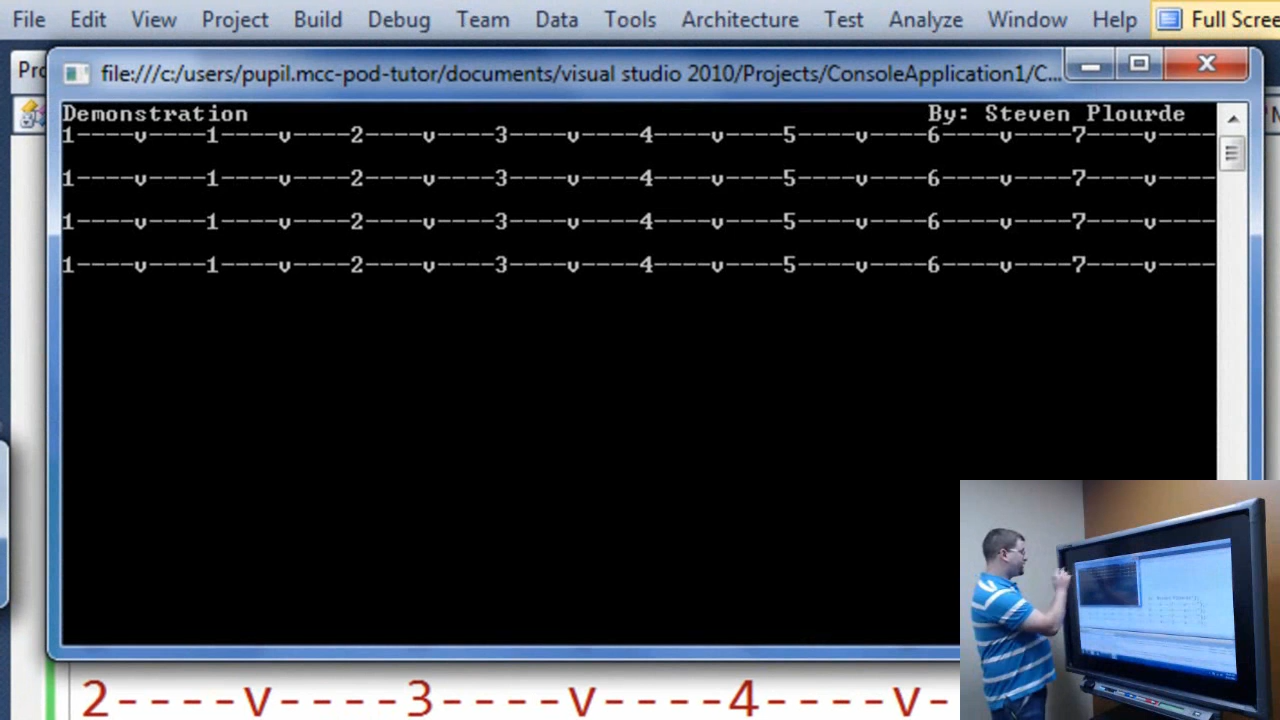 File Edit View Project Build Debug Team Data Tools Architecture Test Analyze Window Help Full Scree
file:///c:/users/pupil.mcc-pod-tutor/documents/visual studio 2010/Projects/ConsoleApplication1/C...
Demonstration By: Steven Plourde
1----v----1----v----2----v----3----v----4----v----5----v----6----v----7----v----
1----v----1----v----2----v----3----v----4----v----5----v----6----v----7----v----
1----v----1----v----2----v----3----v----4----v----5----v----6----v----7----v----
1----v----1----v----2----v----3----v----4----v----5----v----6----v----7----v----
2----v----3----v----4----v-